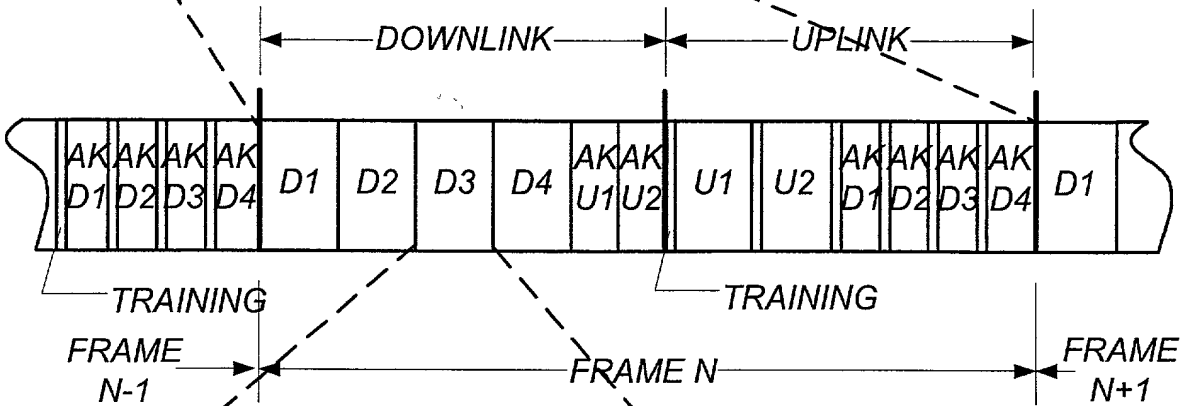 DOWNLINK UPLINK
AK AK AK AK AK AK AK AK AK AK
D1 D2 D3 D4 D1 D2 D3 D4 U1 U2 U1 U2 D1 D2 D3 D4 D1
TRAINING TRAINING
FRAME FRAME N FRAME
N-1 N+1